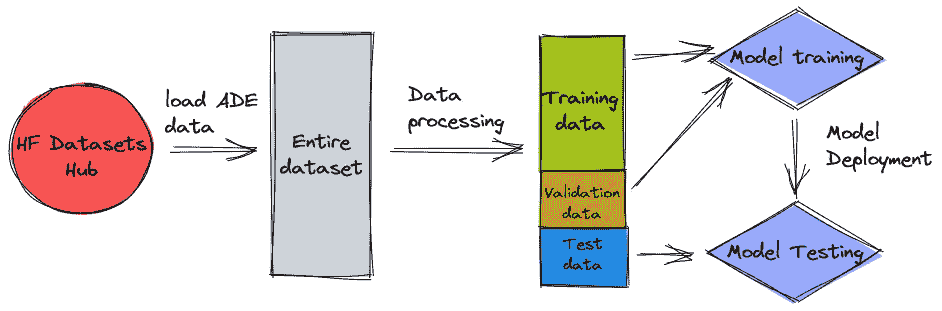 HF Datasets
Hub
load ADE
data
Entire
dataset
Data
processing
Training
data
Validation
data
Test
data
Model training
Model
Deployment
Model Testing